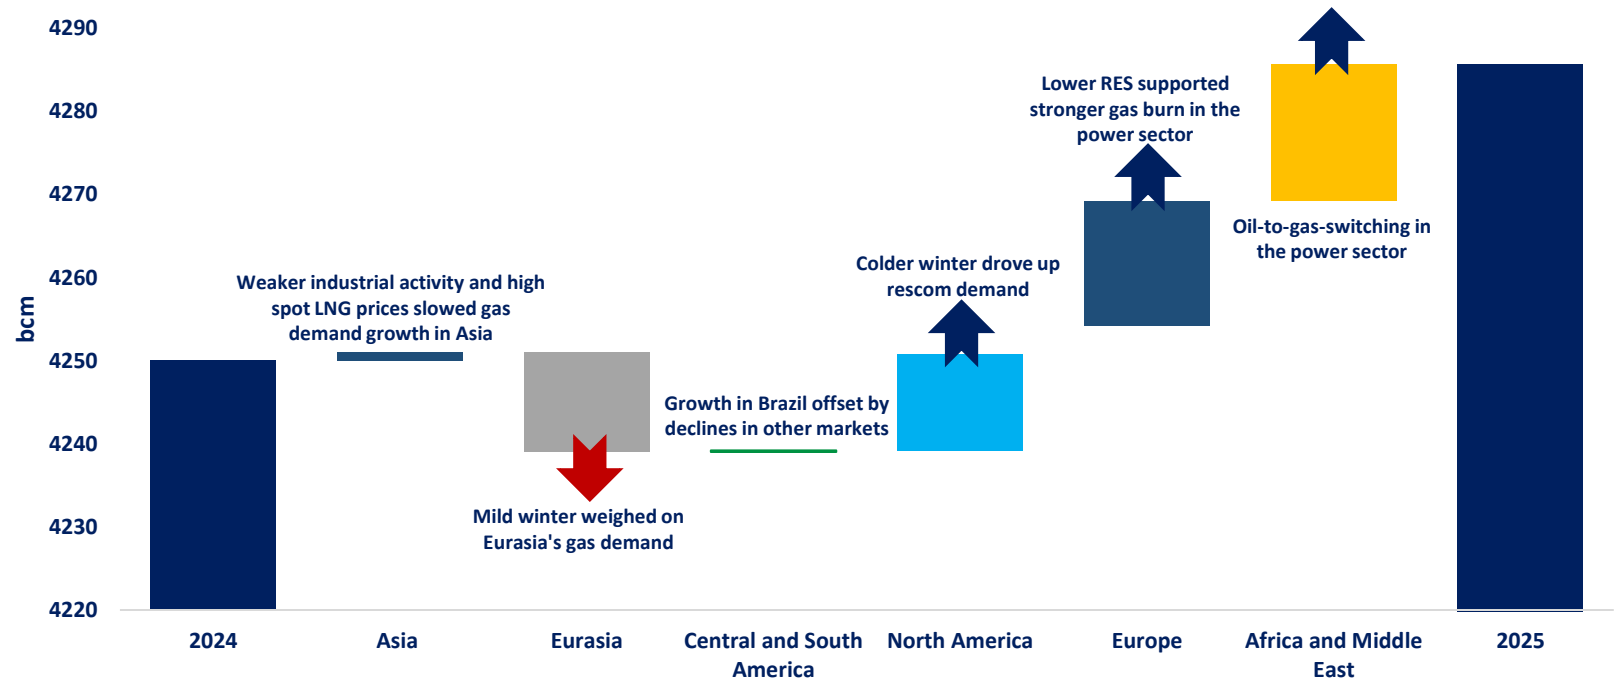 4290
4280
4270
4260
4250
4240
4230
4220
bcm
Weaker industrial activity and high
spot LNG prices slowed gas
demand growth in Asia
Mild winter weighed on
Eurasia's gas demand
Growth in Brazil offset by
declines in other markets
Colder winter drove up
rescom demand
Lower RES supported
stronger gas burn in the
power sector
Oil-to-gas-switching in
the power sector
2024
Asia
Eurasia
Central and South
America
North America
Europe
Africa and Middle
East
2025